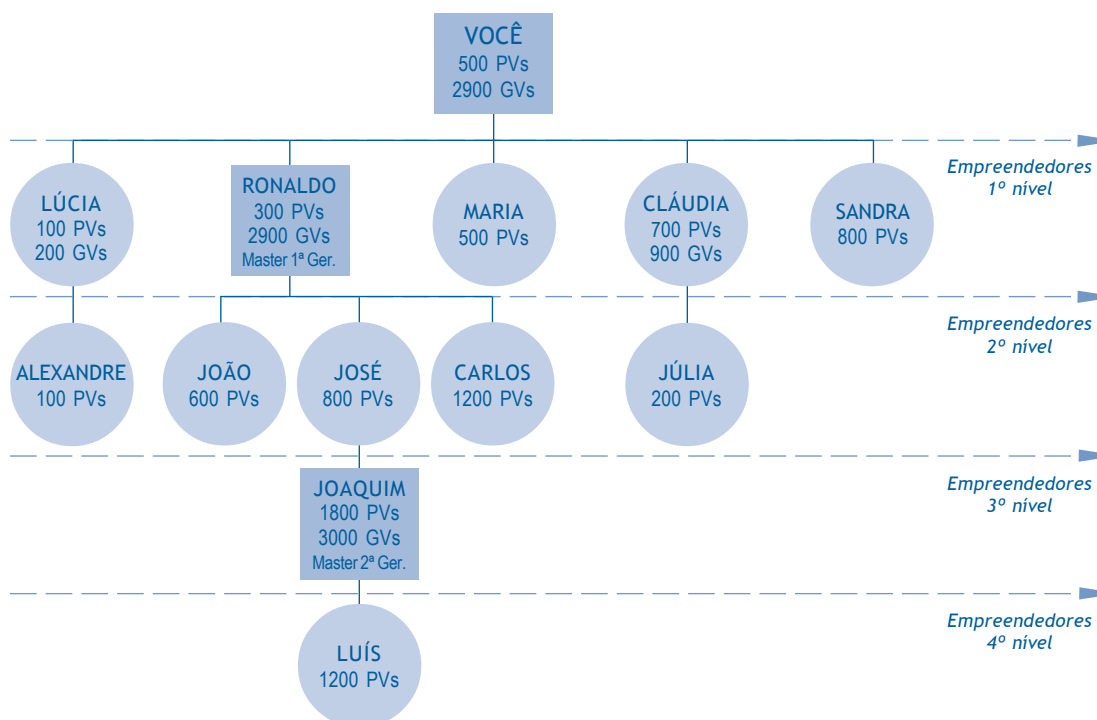 VOCÊ
500 PVs
2900 GVs
Empreendedores
1º nível
LÚCIA
100 PVs
200 GVs
RONALDO
300 PVs
2900 GVs
Master 1ª Ger.
MARIA
500 PVs
CLÁUDIA
700 PVs
900 GVs
SANDRA
800 PVs
Empreendedores
2º nível
ALEXANDRE
100 PVs
JOÃO
600 PVs
JOSÉ
800 PVs
CARLOS
1200 PVs
JÚLIA
200 PVs
Empreendedores
3º nível
JOAQUIM
1800 PVs
3000 GVs
Master 2ª Ger.
Empreendedores
4º nível
LUÍS
1200 PVs